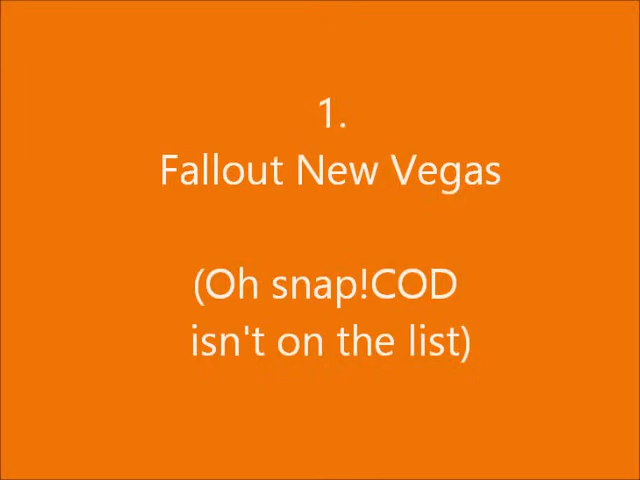 1.
Fallout New Vegas
(Oh snap!COD
isn't on the list)